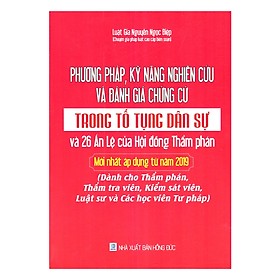 Luật Gia Nguyễn Ngọc Điệp
(Chuyên gia pháp luật cao cấp biên soạn)
PHƯƠNG PHÁP, KỸ NĂNG NGHIÊN CỨU
VÀ ĐÁNH GIÁ CHỨNG CỨ
TRONG TỐ TỤNG DÂN SỰ
và 26 Án Lệ của Hội đồng Thẩm phán
Mới nhất áp dụng từ năm 2019
(Dành cho Thẩm phán,
Thẩm tra viên, Kiểm sát viên,
Luật sư và Các học viên Tư pháp)
NHÀ XUẤT BẢN HỒNG ĐỨC